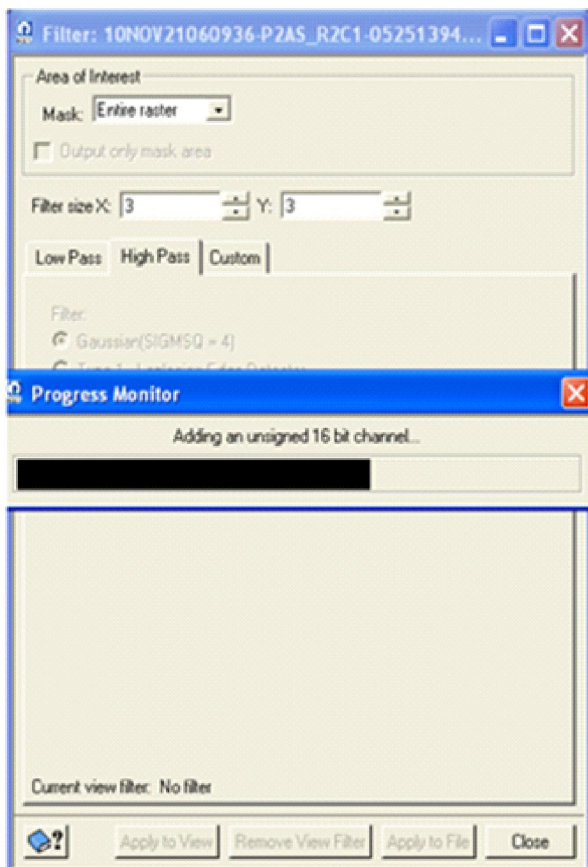 Filter: 10NOV21060936-P2AS_R2C1-05251394...
Area of Interest
Mask: Entire raster
Output only mask area
Filter size X: 3 Y: 3
Low Pass High Pass Custom
Filter:
Gaussian(SIGMSQ = 4)
Progress Monitor
Adding an unsigned 16 bit channel...
Current view filter: No filter
? Apply to View Remove View Filter Apply to File Close